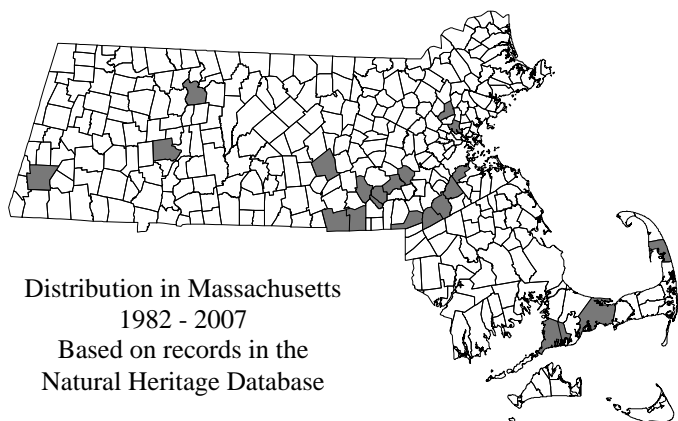 Distribution in Massachusetts
1982 - 2007
Based on records in the
Natural Heritage Database